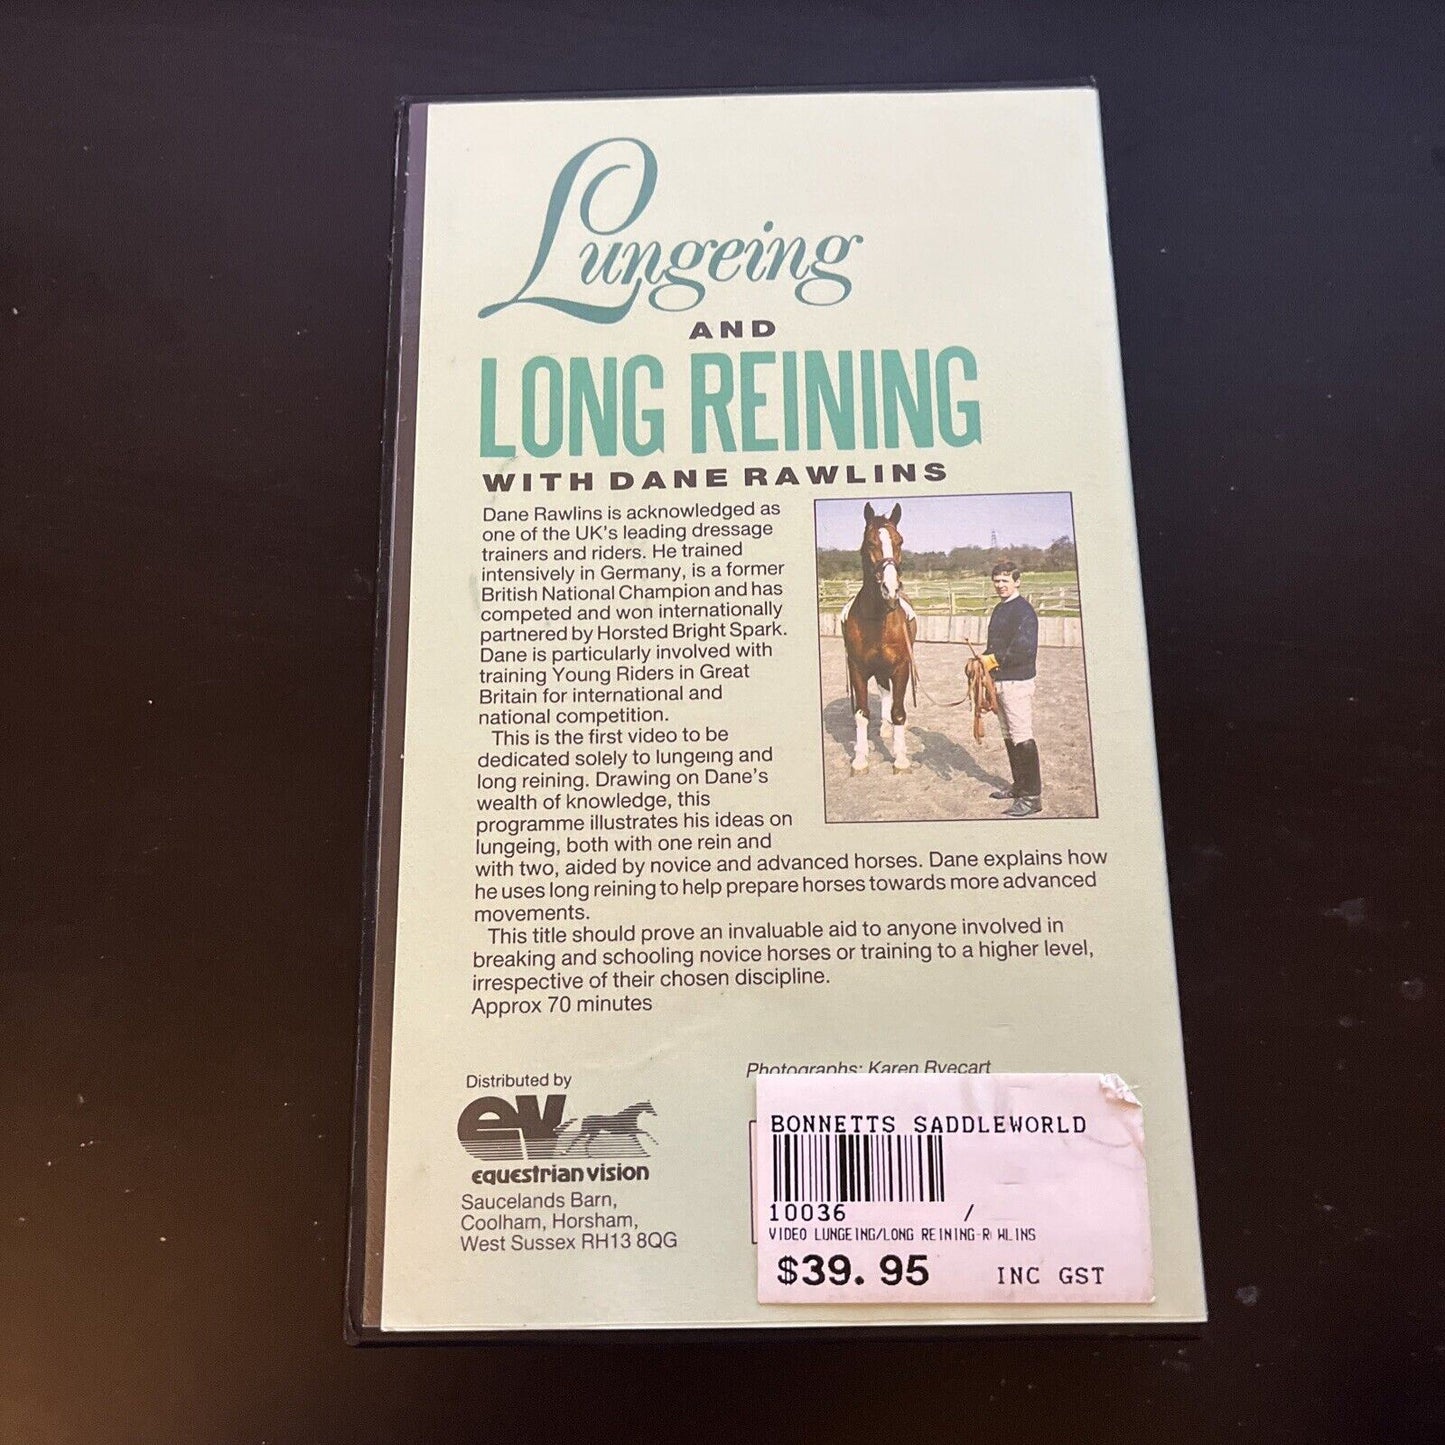 Lungeing
AND
LONG REINING
WITH DANE RAWLINS
Dane Rawlins is acknowledged as
one of the UK's leading dressage
trainers and riders. He trained
intensively in Germany, is a former
British National Champion and has
competed and won internationally
partnered by Horsted Bright Spark.
Dane is particularly involved with
training Young Riders in Great
Britain for international and
national competition.
This is the first video to be
dedicated solely to lungeing and
long reining. Drawing on Dane's
wealth of knowledge, this
programme illustrates his ideas on
lungeing, both with one rein and
with two, aided by novice and advanced horses. Dane explains how
he uses long reining to help prepare horses towards more advanced
movements.
This title should prove an invaluable aid to anyone involved in
breaking and schooling novice horses or training to a higher level,
irrespective of their chosen discipline.
Approx 70 minutes
Distributed by
ev
equestrian vision
Saucelands Barn,
Coolham, Horsham,
West Sussex RH13 8QG
Photographs: Karen Ryecart
BONNETTS SADDLEWORLD
10036 /
VIDEO LUNGEING/LONG REINING-R WLINS
$39.95 INC GST